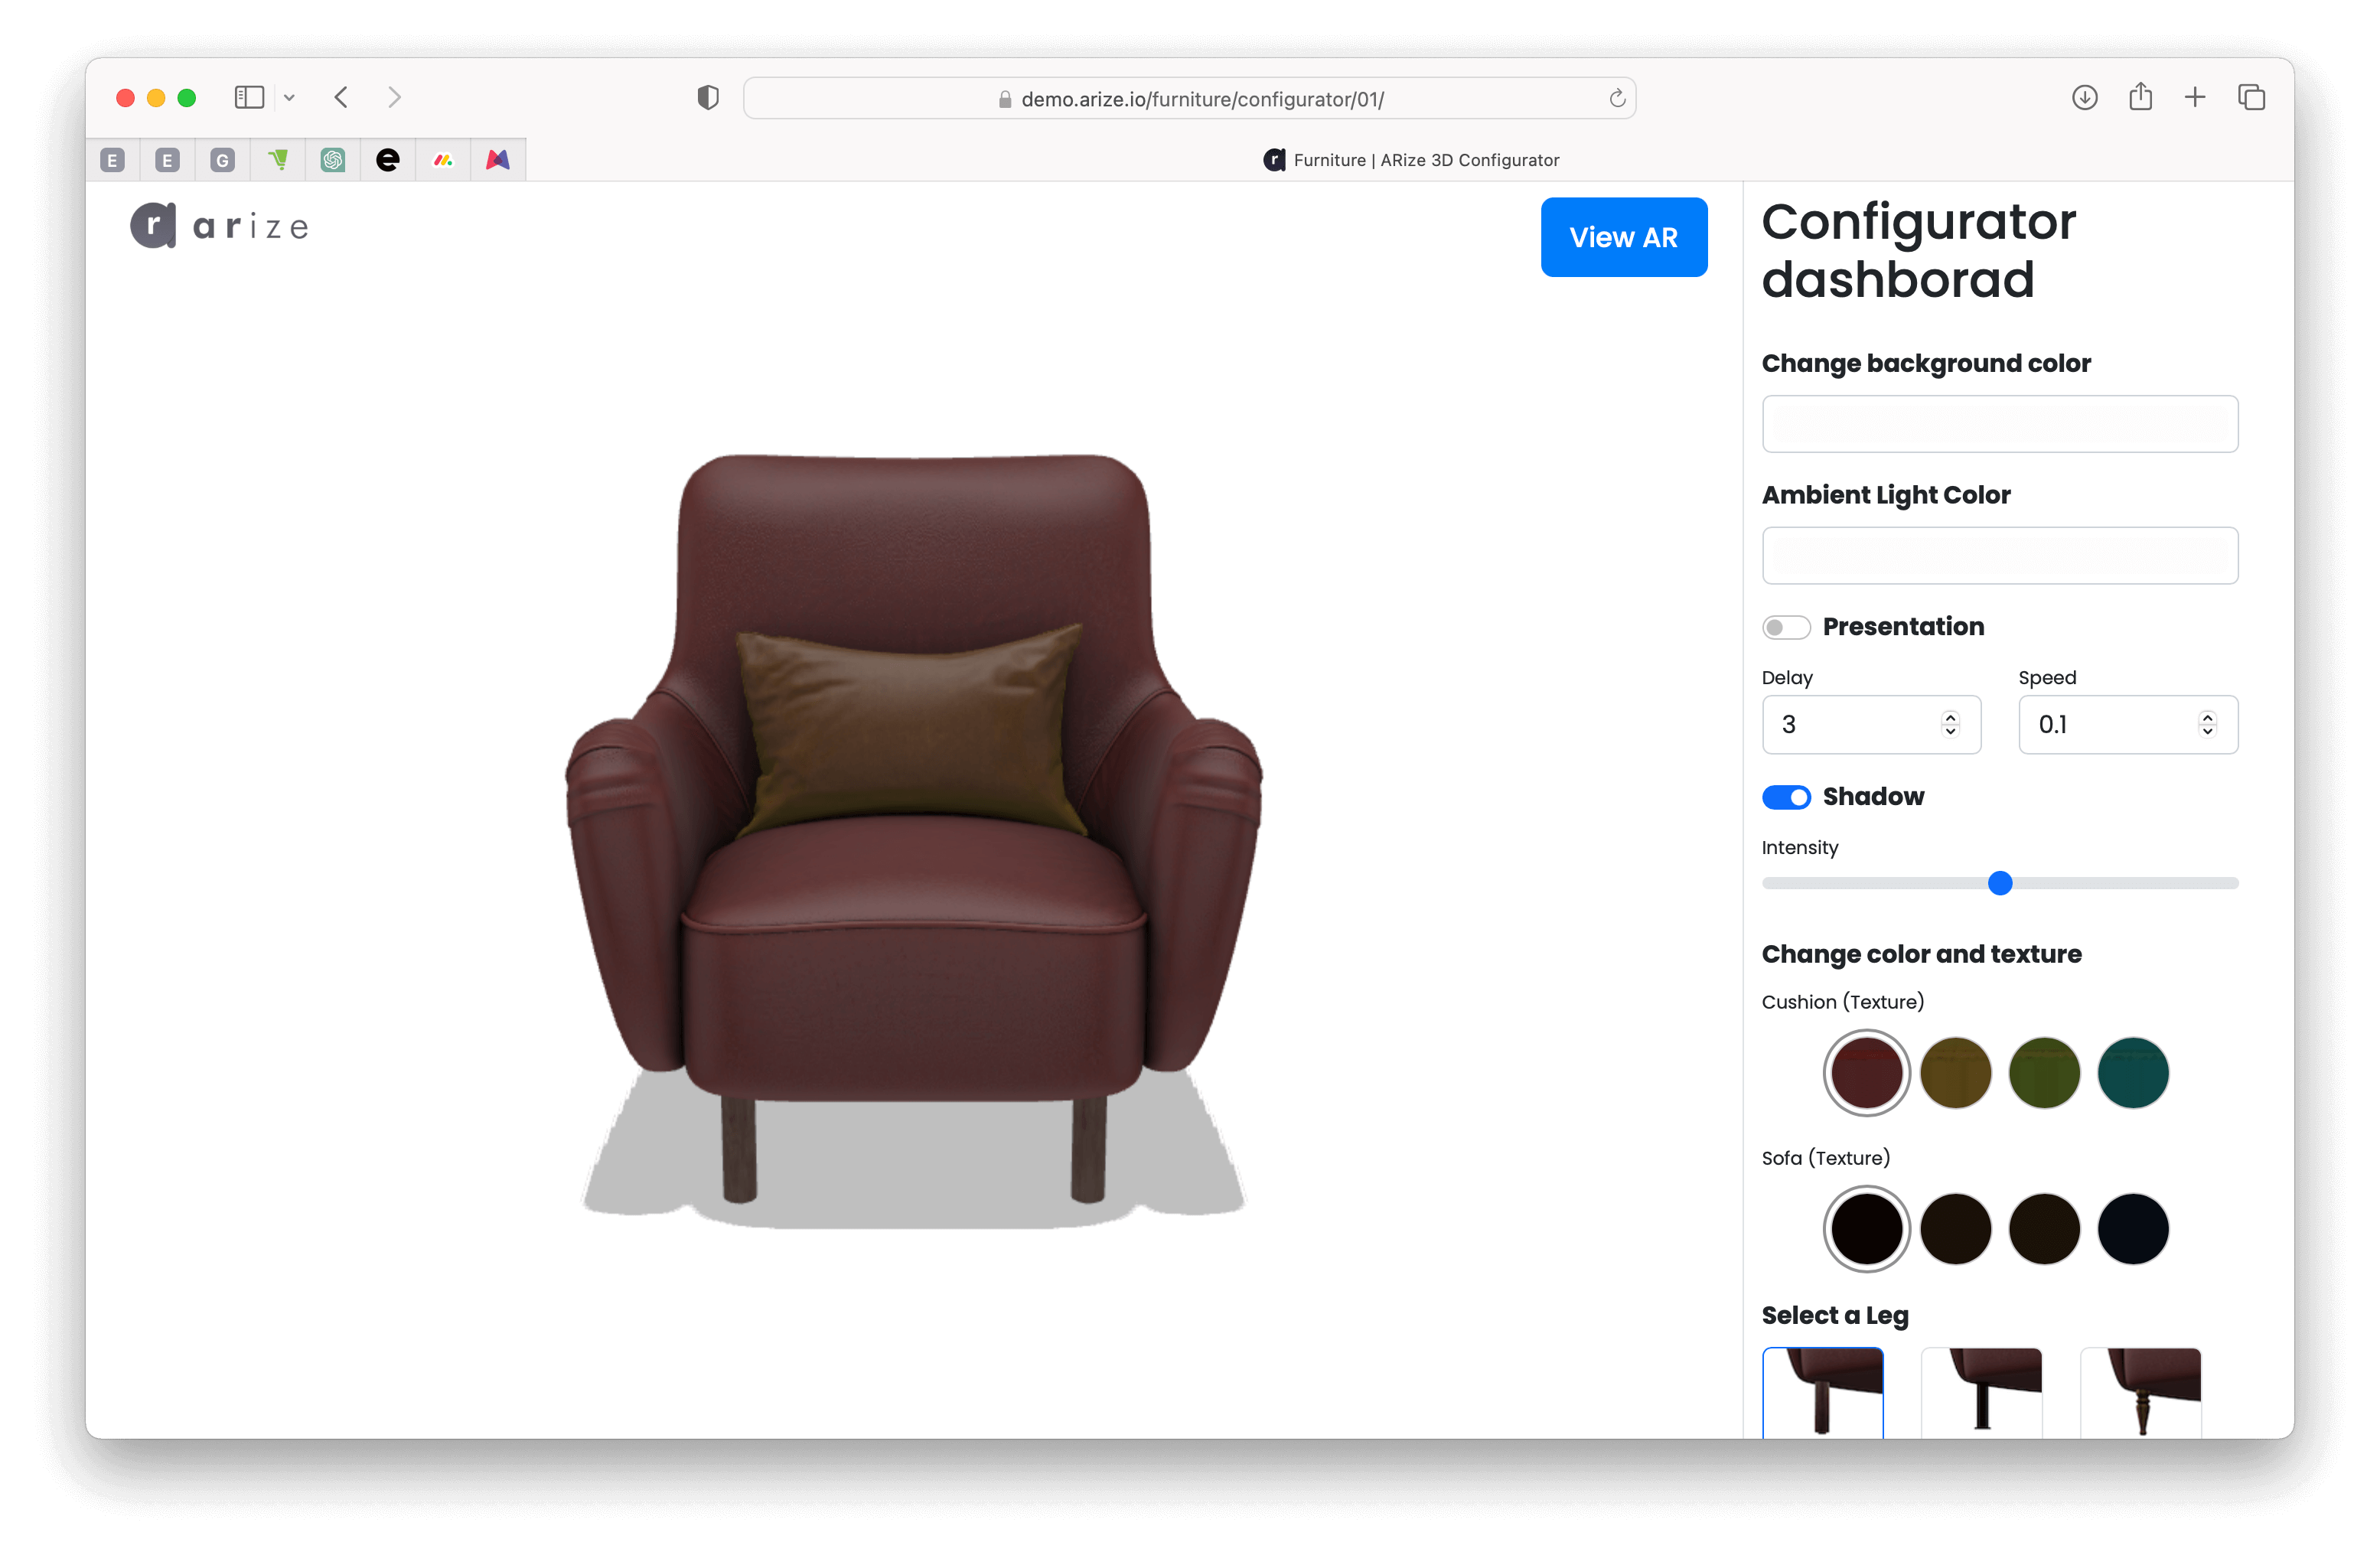 demo.arize.io/furniture/configurator/01/
E
E
G
e
r Furniture | ARize 3D Configurator
r arize
View AR
Configurator
dashborad
Change background color
Ambient Light Color
Presentation
Delay
Speed
3
0.1
Shadow
Intensity
Change color and texture
Cushion (Texture)
Sofa (Texture)
Select a Leg